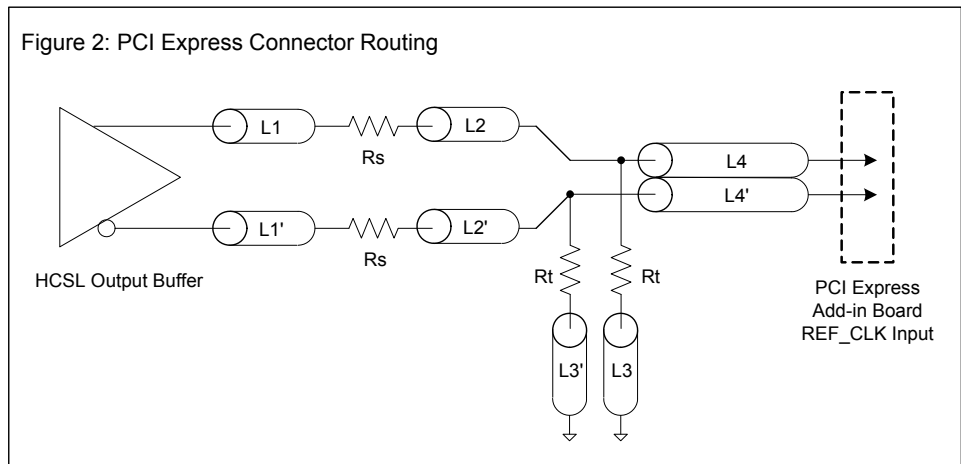 Figure 2: PCI Express Connector Routing
L1
Rs
L2
L4
L4'
L1'
Rs
L2'
HCSL Output Buffer
Rt
Rt
L3'
L3
PCI Express
Add-in Board
REF_CLK Input